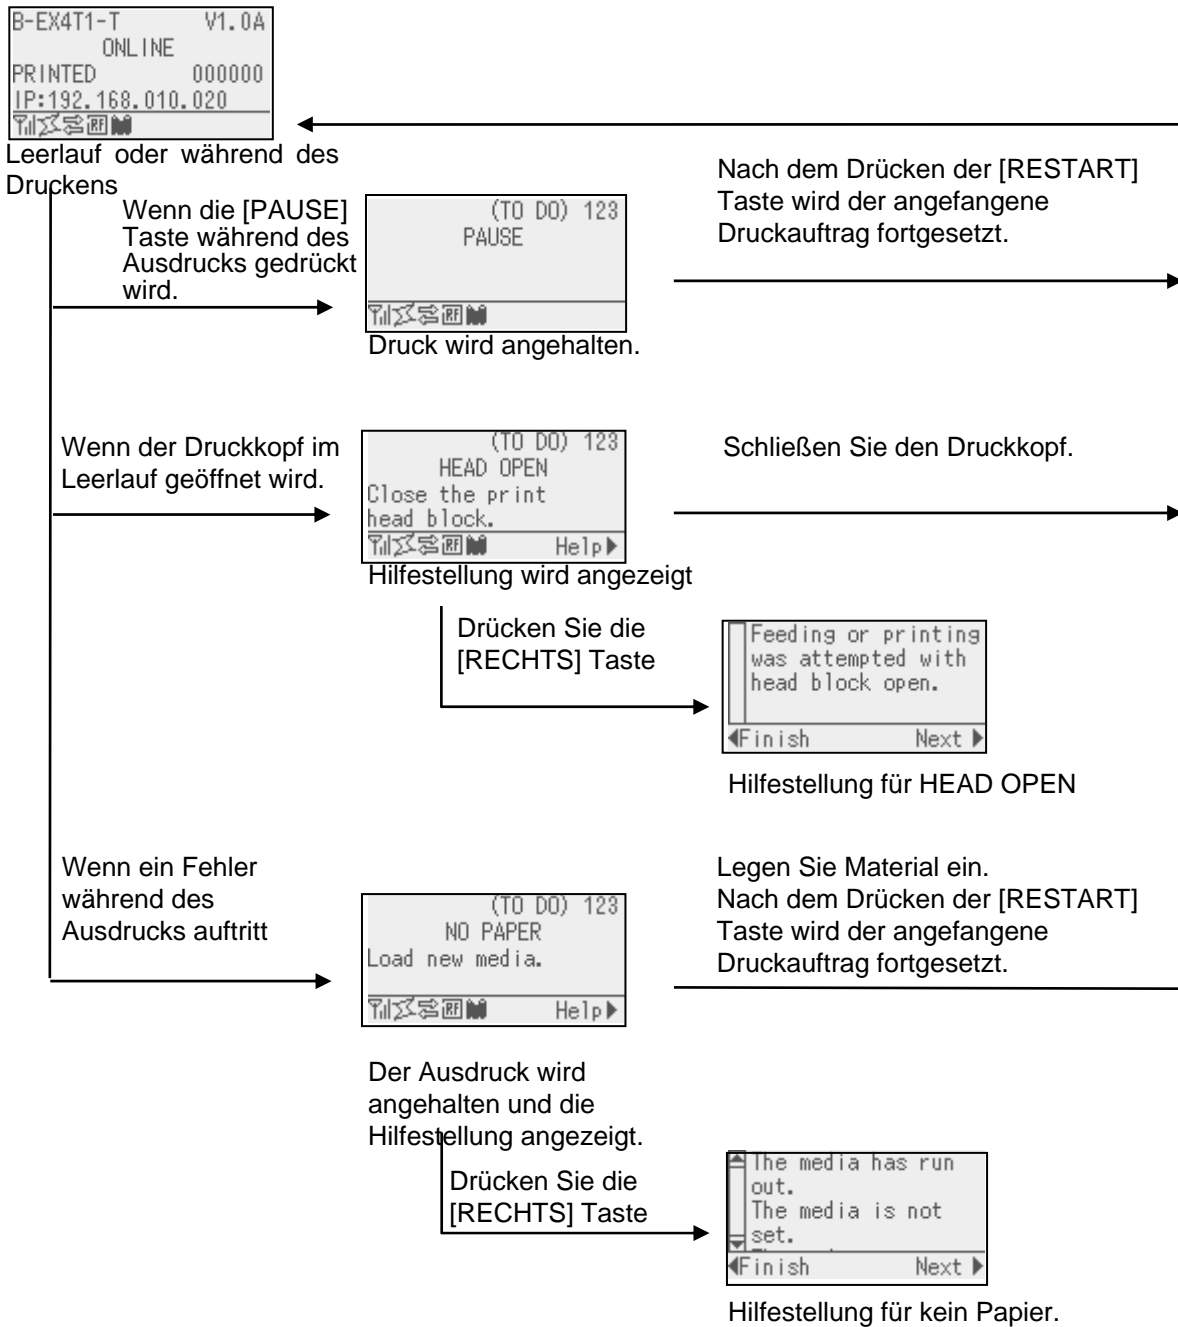 B-EX4T1-T V1.0A
ONLINE
PRINTED 000000
IP:192.168.010.020
RF
Leerlauf oder während des
Druckens
Wenn die [PAUSE]
Taste während des
Ausdrucks gedrückt
wird.
(TO DO) 123
PAUSE
RF
Druck wird angehalten.
Nach dem Drücken der [RESTART]
Taste wird der angefangene
Druckauftrag fortgesetzt.
Wenn der Druckkopf im
Leerlauf geöffnet wird.
(TO DO) 123
HEAD OPEN
Close the print
head block.
RF Help
Hilfestellung wird angezeigt
Schließen Sie den Druckkopf.
Drücken Sie die
[RECHTS] Taste
Feeding or printing
was attempted with
head block open.
Finish Next
Hilfestellung für HEAD OPEN
Wenn ein Fehler
während des
Ausdrucks auftritt
(TO DO) 123
NO PAPER
Load new media.
RF Help
Der Ausdruck wird
angehalten und die
Hilfestellung angezeigt.
Legen Sie Material ein.
Nach dem Drücken der [RESTART]
Taste wird der angefangene
Druckauftrag fortgesetzt.
Drücken Sie die
[RECHTS] Taste
The media has run
out.
The media is not
set.
Finish Next
Hilfestellung für kein Papier.